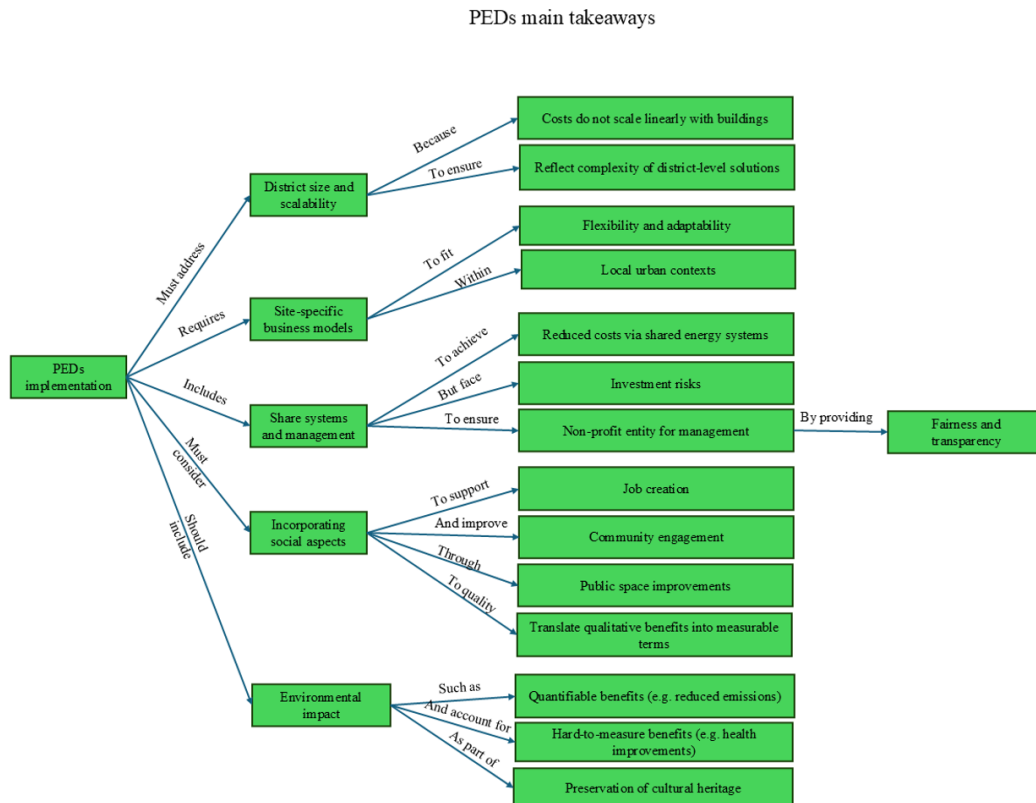 PEDs main takeaways
Costs do not scale linearly with buildings
Because
To ensure
Reflect complexity of district-level solutions
District size and
scalability
Must address
Flexibility and adaptability
To fit
Within
Local urban contexts
Site-specific
business models
Requires
Reduced costs via shared energy systems
To achieve
PEDs
implementation
But face
Investment risks
Includes
Share systems
and management
To ensure
Non-profit entity for management
By providing
Fairness and
transparency
Must
consider
Job creation
To support
Incorporating
social aspects
And improve
Community engagement
Should
include
Through
Public space improvements
To quality
Translate qualitative benefits into measurable
terms
Environmental
impact
Such as
Quantifiable benefits (e.g. reduced emissions)
And account for
Hard-to-measure benefits (e.g. health
improvements)
As part of
Preservation of cultural heritage